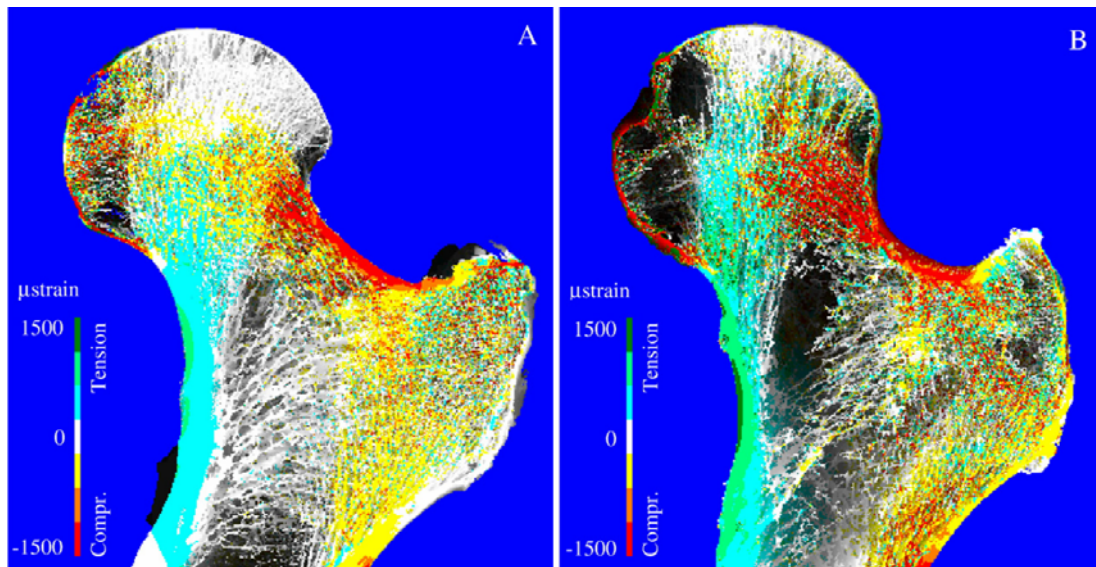 A
µstrain
1500
Tension
0
Compr.
-1500
B
µstrain
1500
Tension
0
Compr.
-1500